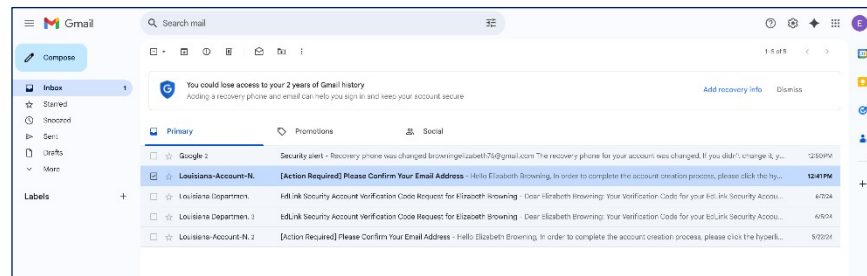 Gmail
Search mail
E
Compose
1-5 of 5
Inbox 1
Starred
Snoozed
Sent
Drafts
More
Labels +
You could lose access to your 2 years of Gmail history
Adding a recovery phone and email can help you sign in and keep your account secure
Add recovery info Dismiss
Primary Promotions Social
Google 2 Security alert - Recovery phone was changed browningelizabeth76@gmail.com The recovery phone for your account was changed. If you didn't change it, y... 12:50 PM
Louisiana-Account-N. [Action Required] Please Confirm Your Email Address - Hello Elizabeth Browning, In order to complete the account creation process, please click the hy... 12:41 PM
Louisiana Departmen. EdLink Security Account Verification Code Request for Elizabeth Browning - Dear Elizabeth Browning: Your Verification Code for your EdLink Security Accou... 6/7/24
Louisiana Departmen. 3 EdLink Security Account Verification Code Request for Elizabeth Browning - Dear Elizabeth Browning: Your Verification Code for your EdLink Security Accou... 6/5/24
Louisiana-Account-N. 2 [Action Required] Please Confirm Your Email Address - Hello Elizabeth Browning, In order to complete the account creation process, please click the hyperli... 5/22/24